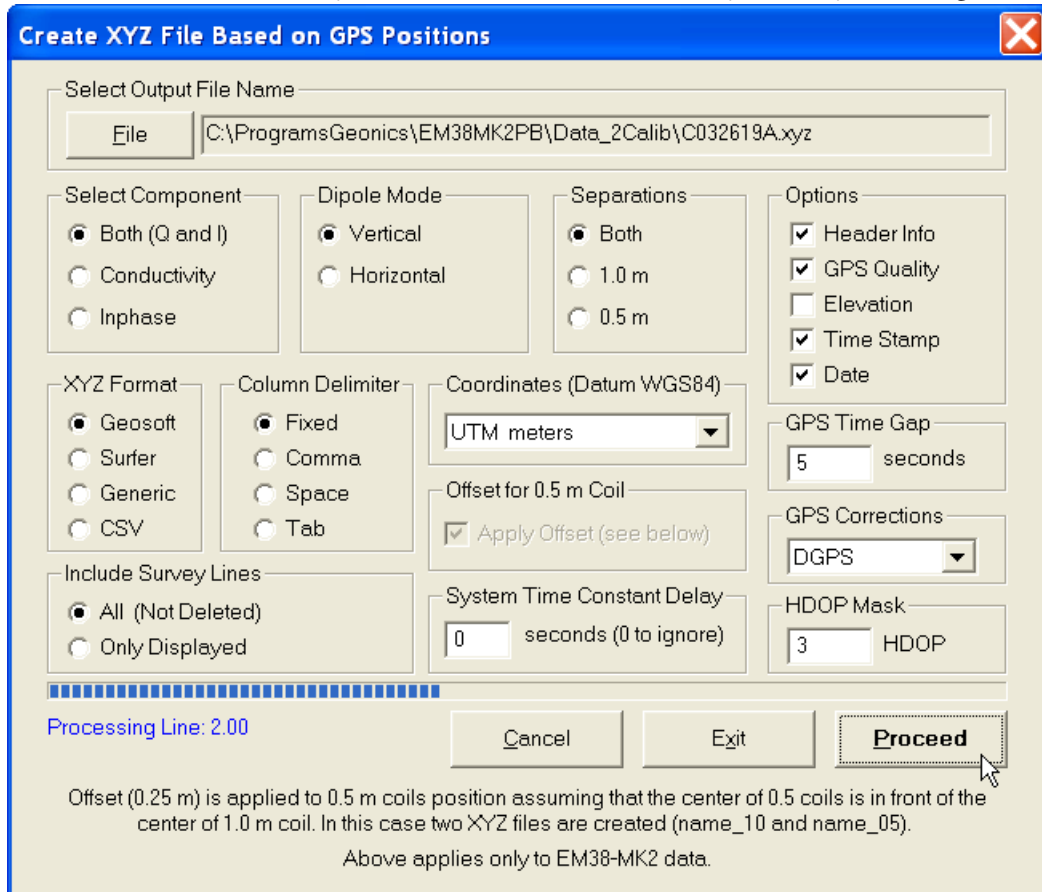 Create XYZ File Based on GPS Positions
Select Output File Name
File
C:\ProgramsGeonics\EM38MK2PB\Data_2Calib\C032619A.xyz
Select Component
Both (Q and I)
Conductivity
Inphase
Dipole Mode
Vertical
Horizontal
Separations
Both
1.0 m
0.5 m
Options
Header Info
GPS Quality
Elevation
Time Stamp
Date
XYZ Format
Geosoft
Surfer
Generic
CSV
Column Delimiter
Fixed
Comma
Space
Tab
Coordinates (Datum WGS84)
UTM meters
Offset for 0.5 m Coil
Apply Offset (see below)
GPS Time Gap
5 seconds
GPS Corrections
DGPS
Include Survey Lines
All (Not Deleted)
Only Displayed
System Time Constant Delay
0 seconds (0 to ignore)
HDOP Mask
3 HDOP
Processing Line: 2.00
Cancel
Exit
Proceed
Offset (0.25 m) is applied to 0.5 m coils position assuming that the center of 0.5 coils is in front of the
center of 1.0 m coil. In this case two XYZ files are created (name_10 and name_05).
Above applies only to EM38-MK2 data.